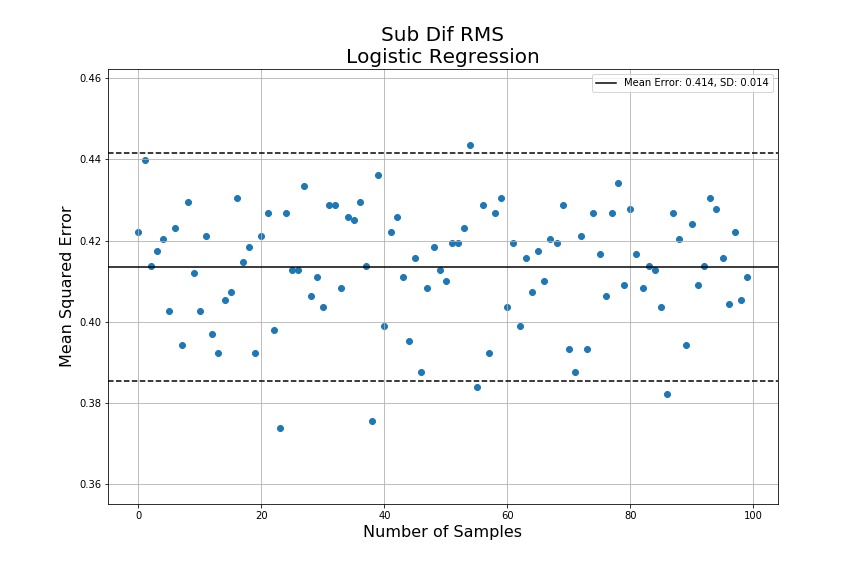 Sub Dif RMS
Logistic Regression
Mean Error: 0.414, SD: 0.014
Mean Squared Error
0.46
0.44
0.42
0.40
0.38
0.36
0 20 40 60 80 100
Number of Samples